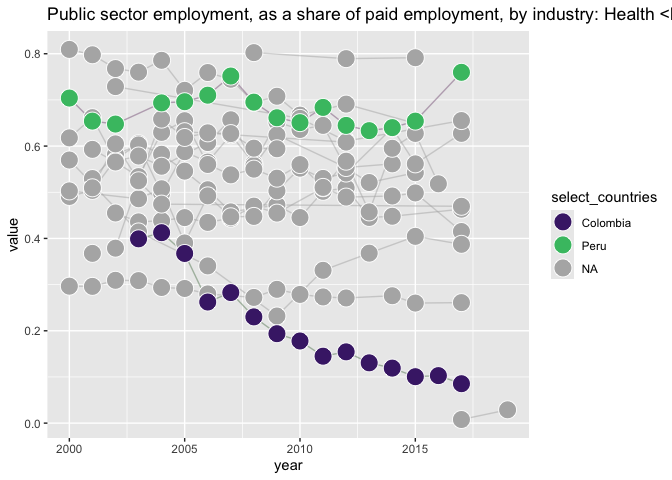 Public sector employment, as a share of paid employment, by industry: Health <
0.8
0.6
0.4
0.2
0.0
value
2000
2005
2010
2015
year
select_countries
Colombia
Peru
NA